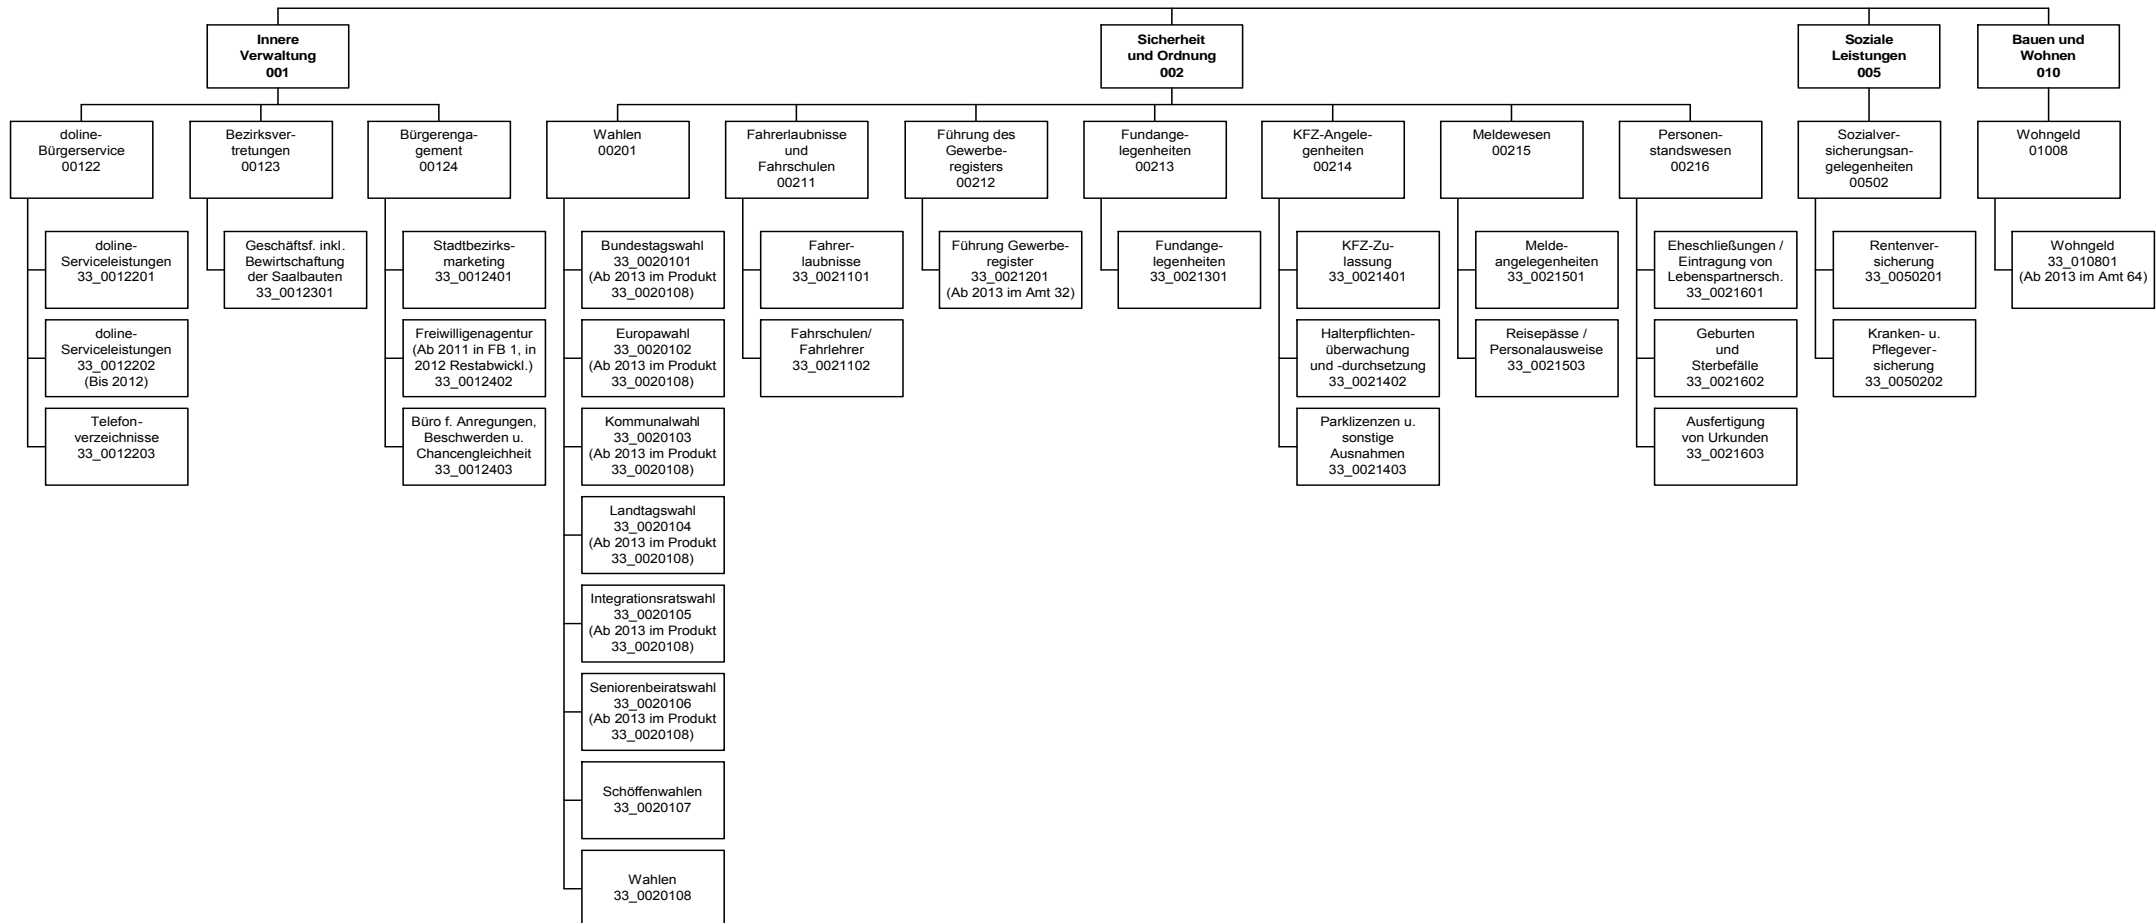 Innere
Verwaltung
001
Sicherheit
und Ordnung
002
Soziale
Leistungen
005
Bauen und
Wohnen
010
doline-
Bürgerservice
00122
Bezirksver-
tretungen
00123
Bürgerenga-
gement
00124
Wahlen
00201
Fahrerlaubnisse
und
Fahrschulen
00211
Führung des
Gewerbe-
registers
00212
Fundange-
legenheiten
00213
KFZ-Angele-
genheiten
00214
Meldewesen
00215
Personen-
standswesen
00216
Sozialver-
sicherungsan-
gelegenheiten
00502
Wohngeld
01008
doline-
Serviceleistungen
33_0012201
doline-
Serviceleistungen
33_0012202
(Bis 2012)
Telefon-
verzeichnisse
33_0012203
Geschäftsf. inkl.
Bewirtschaftung
der Saalbauten
33_0012301
Stadtbezirks-
marketing
33_0012401
Freiwilligenagentur
(Ab 2011 in FB 1, in
2012 Restabwickl.)
33_0012402
Büro f. Anregungen,
Beschwerden u.
Chancengleichheit
33_0012403
Bundestagswahl
33_0020101
(Ab 2013 im Produkt
33_0020108)
Europawahl
33_0020102
(Ab 2013 im Produkt
33_0020108)
Kommunalwahl
33_0020103
(Ab 2013 im Produkt
33_0020108)
Landtagswahl
33_0020104
(Ab 2013 im Produkt
33_0020108)
Integrationsratswahl
33_0020105
(Ab 2013 im Produkt
33_0020108)
Seniorenbeiratswahl
33_0020106
(Ab 2013 im Produkt
33_0020108)
Schöffenwahlen
33_0020107
Wahlen
33_0020108
Fahrer-
laubnisse
33_0021101
Fahrschulen/
Fahrlehrer
33_0021102
Führung Gewerbe-
register
33_0021201
(Ab 2013 im Amt 32)
Fundange-
legenheiten
33_0021301
KFZ-Zu-
lassung
33_0021401
Halterpflichten-
überwachung
und -durchsetzung
33_0021402
Parklizenzen u.
sonstige
Ausnahmen
33_0021403
Melde-
angelegenheiten
33_0021501
Reisepässe /
Personalausweise
33_0021503
Eheschließungen /
Eintragung von
Lebenspartnersch.
33_0021601
Geburten
und
Sterbefälle
33_0021602
Ausfertigung
von Urkunden
33_0021603
Rentenver-
sicherung
33_0050201
Kranken- u.
Pflegever-
sicherung
33_0050202
Wohngeld
33_010801
(Ab 2013 im Amt 64)